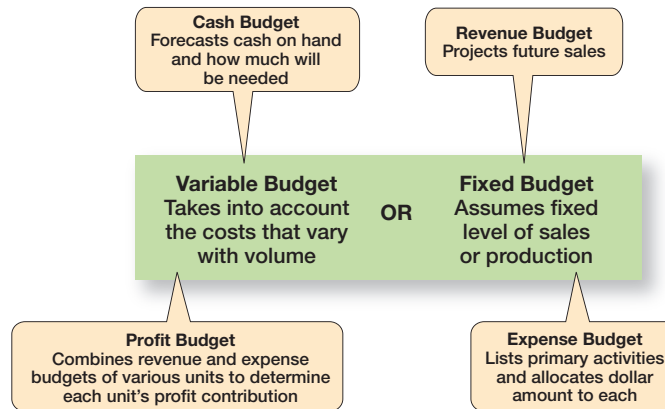 Cash Budget
Forecasts cash on hand
and how much will
be needed
Revenue Budget
Projects future sales
Variable Budget
Takes into account
the costs that vary
with volume
OR
Fixed Budget
Assumes fixed
level of sales
or production
Profit Budget
Combines revenue and expense
budgets of various units to determine
each unit's profit contribution
Expense Budget
Lists primary activities
and allocates dollar
amount to each